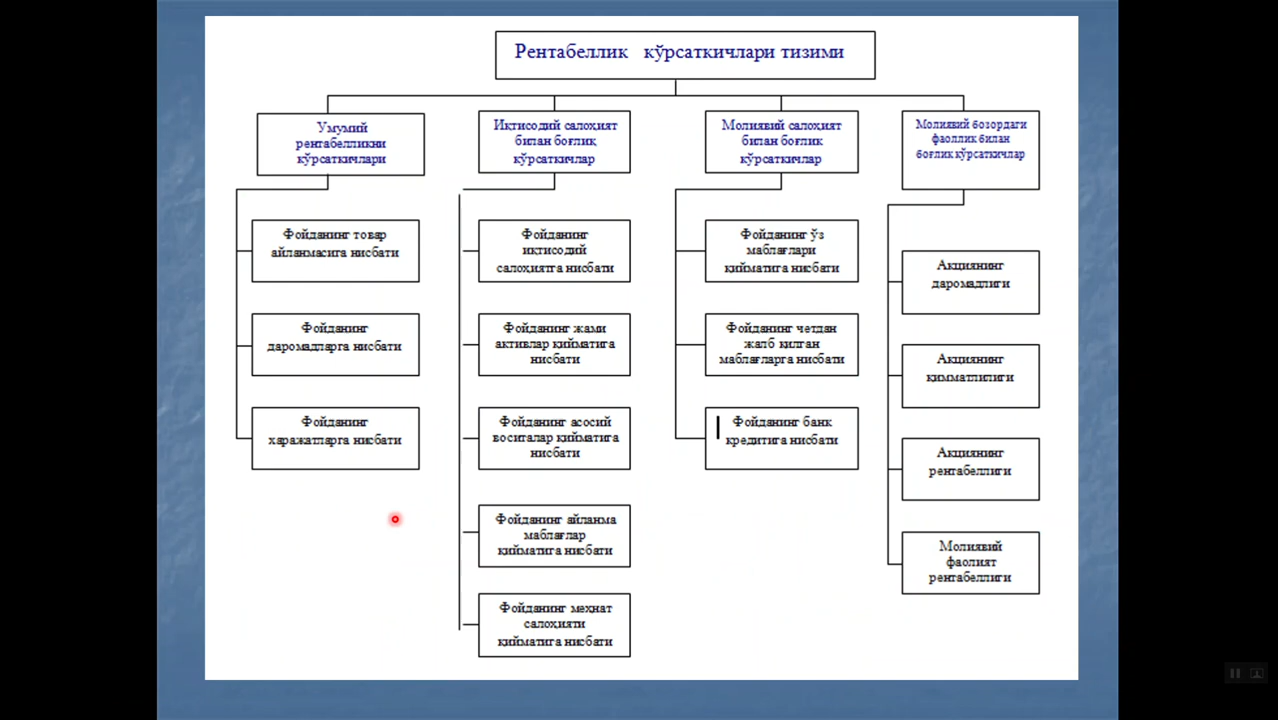 Рентабеллик кўрсаткичлари тизими
Умумий
рентабелликни
кўрсаткичлари
Фойданинг товар
айланмасига нисбати
Фойданинг
даромадларга нисбати
Фойданинг
харажатларга нисбати
Иқтисодий салоҳият
билан боғлиқ
кўрсаткичлар
Фойданинг
иқтисодий
салоҳиятга нисбати
Фойданинг жами
активлар қийматига
нисбати
Фойданинг асосий
воситалар қийматига
нисбати
Фойданинг айланма
маблағлар
қийматига нисбати
Фойданинг меҳнат
салоҳияти
қийматига нисбати
Молиявий салоҳият
билан боғлиқ
кўрсаткичлар
Фойданинг ўз
маблағлари
қийматига нисбати
Фойданинг четдан
жалб қилган
маблағларга нисбати
Фойданинг банк
кредитига нисбати
Молиявий бозордаги
фаоллик билан
боғлик кўрсаткичлар
Акциянинг
даромадлиги
Акциянинг
қимматлилиги
Акциянинг
рентабеллиги
Молиявий
фаолият
рентабеллиги